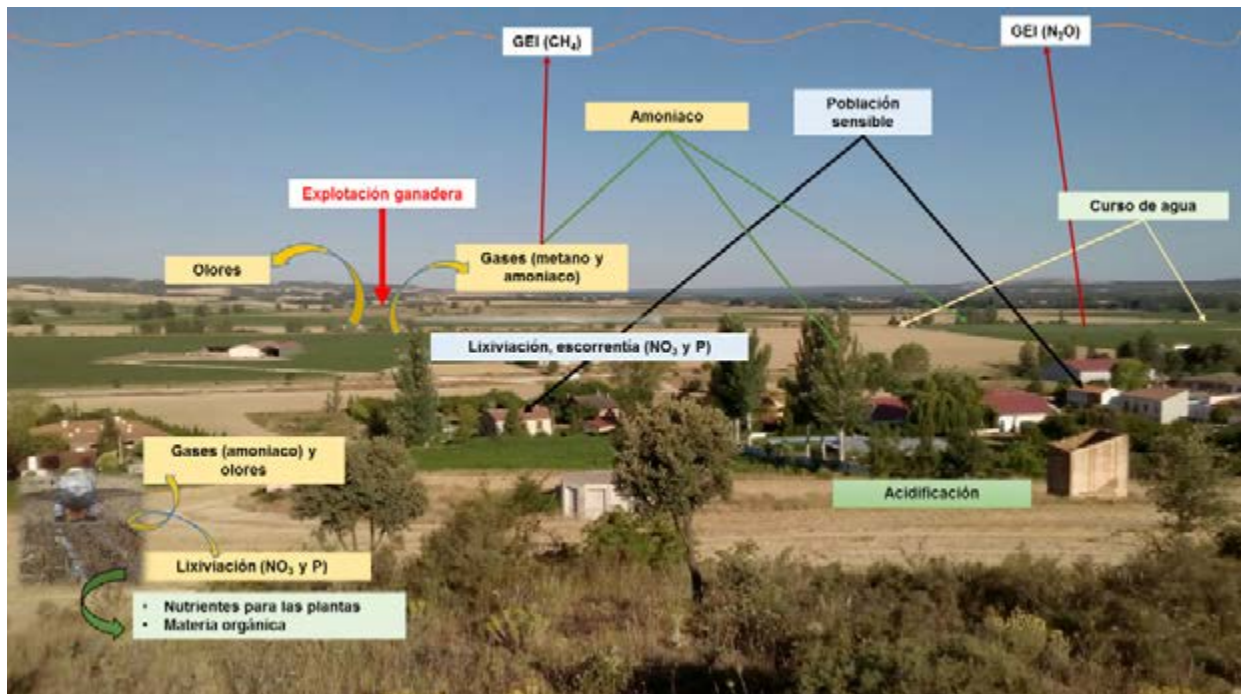 GEI (CH₄)
GEI (N₂O)
Amoniaco
Población
sensible
Explotación ganadera
Curso de agua
Olores
Gases (metano y
amoniaco)
Lixiviación, escorrentía (NO₃ y P)
Gases (amoniaco) y
olores
Acidificación
Lixiviación (NO₃ y P)
• Nutrientes para las plantas
• Materia orgánica